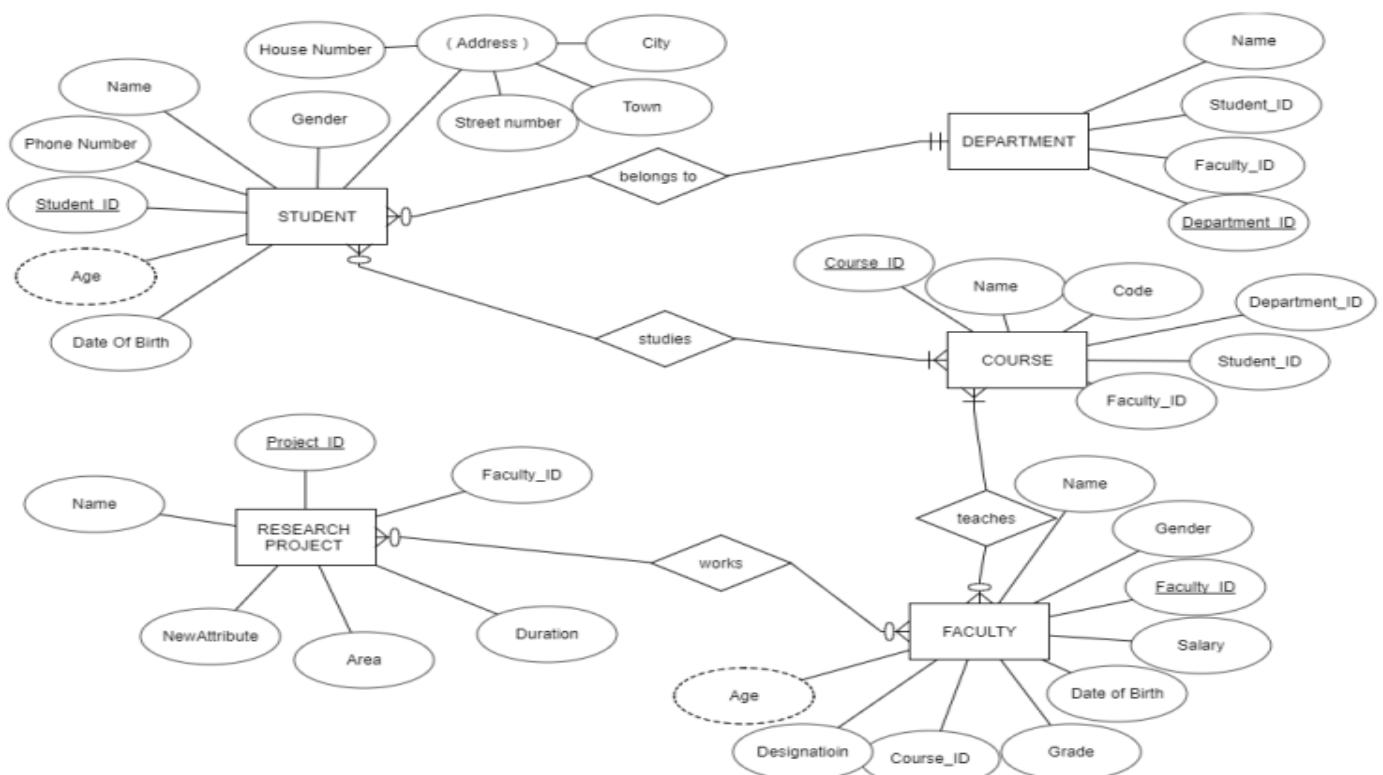 House Number
( Address )
City
Name
Name
Gender
Town
Student_ID
Street number
Phone Number
DEPARTMENT
belongs to
Faculty_ID
Student_ID
STUDENT
Department_ID
Age
Course_ID
Name
Code
Department_ID
Date Of Birth
studies
COURSE
Student_ID
Faculty_ID
Project_ID
Faculty_ID
Name
Name
RESEARCH
PROJECT
teaches
Gender
works
Faculty_ID
NewAttribute
Area
Duration
FACULTY
Salary
Age
Date of Birth
Designatioin
Course_ID
Grade